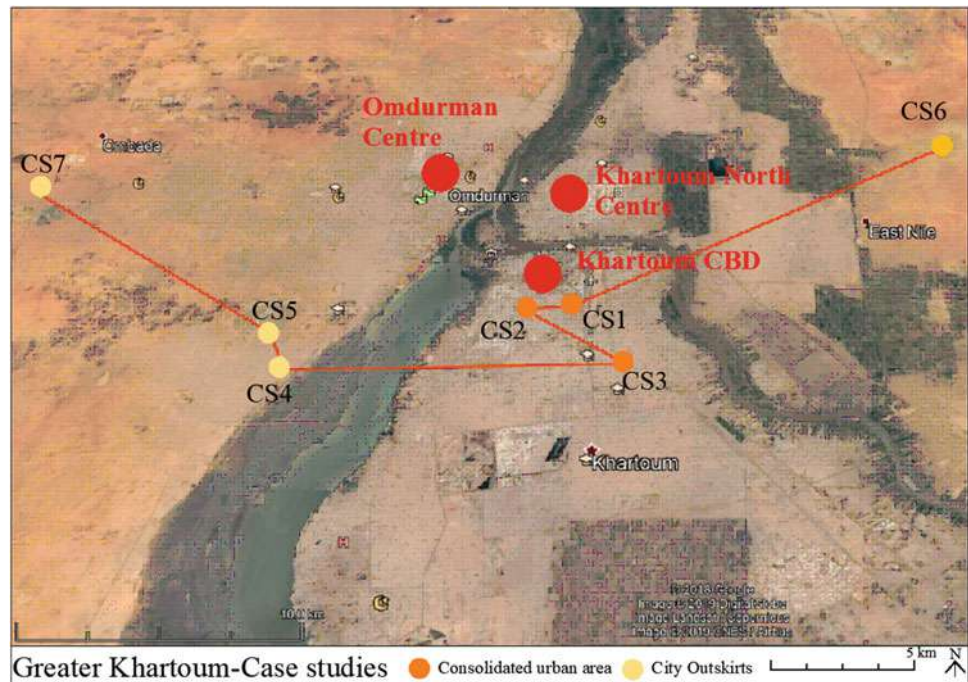 Omdurman
Centre
CS6
Ombada
CS7
Omdurman
Khartoum North
Centre
East Nile
Khartoum CBD
CS5
CS2
CS1
CS4
CS3
Khartoum
H
H
10.0 km
© 2018 Google
Greater Khartoum-Case studies
Consolidated urban area
City Outskirts
5 km
N